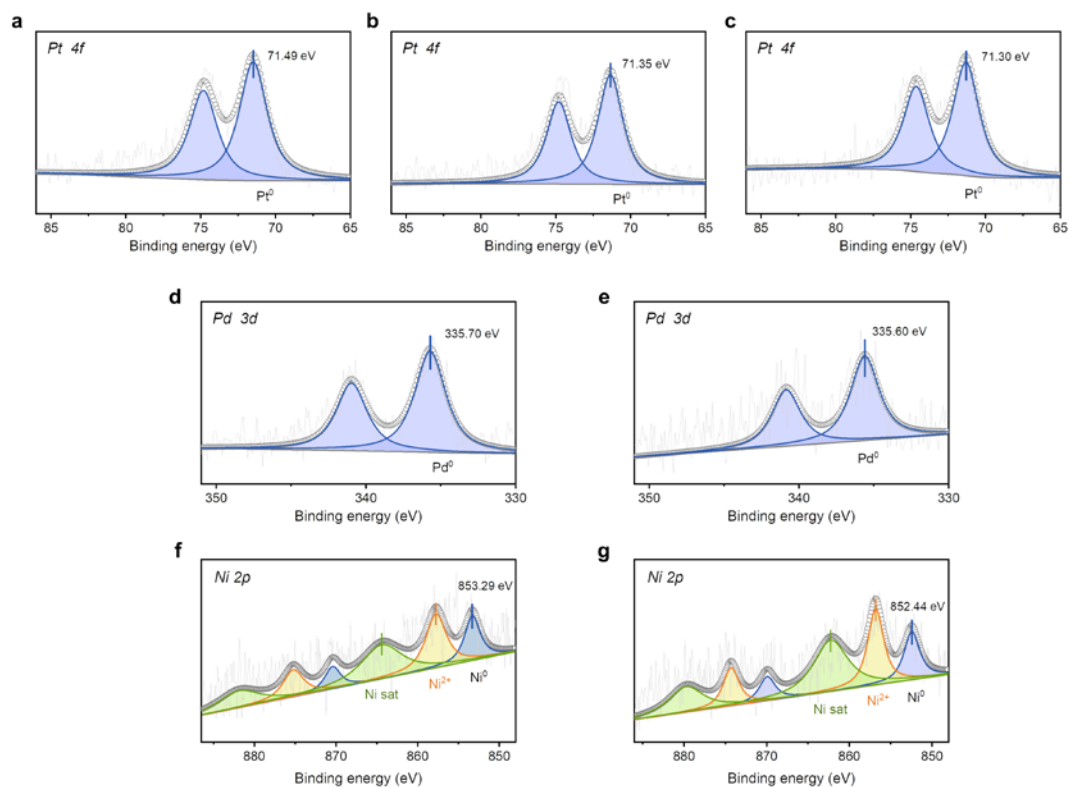 a
Pt 4f
71.49 eV
Pt⁰
85 80 75 70 65
Binding energy (eV)
b
Pt 4f
71.35 eV
Pt⁰
85 80 75 70 65
Binding energy (eV)
c
Pt 4f
71.30 eV
Pt⁰
85 80 75 70 65
Binding energy (eV)
d
Pd 3d
335.70 eV
Pd⁰
350 340 330
Binding energy (eV)
e
Pd 3d
335.60 eV
Pd⁰
350 340 330
Binding energy (eV)
f
Ni 2p
853.29 eV
Ni sat
Ni²⁺
Ni⁰
880 870 860 850
Binding energy (eV)
g
Ni 2p
852.44 eV
Ni sat
Ni²⁺
Ni⁰
880 870 860 850
Binding energy (eV)